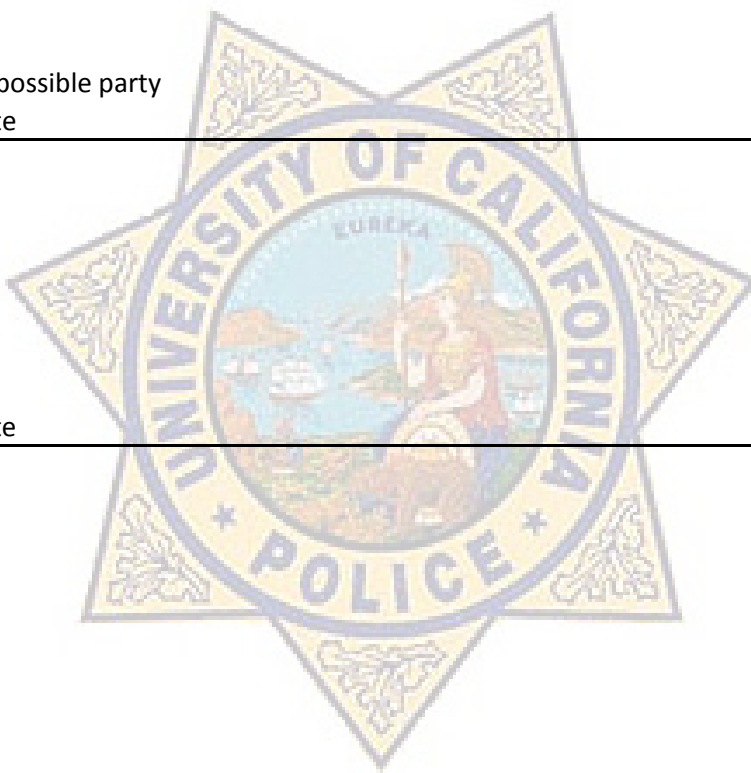 possible party
te
EUREKA
UNIVERSITY OF CALIFORNIA
te
POLICE